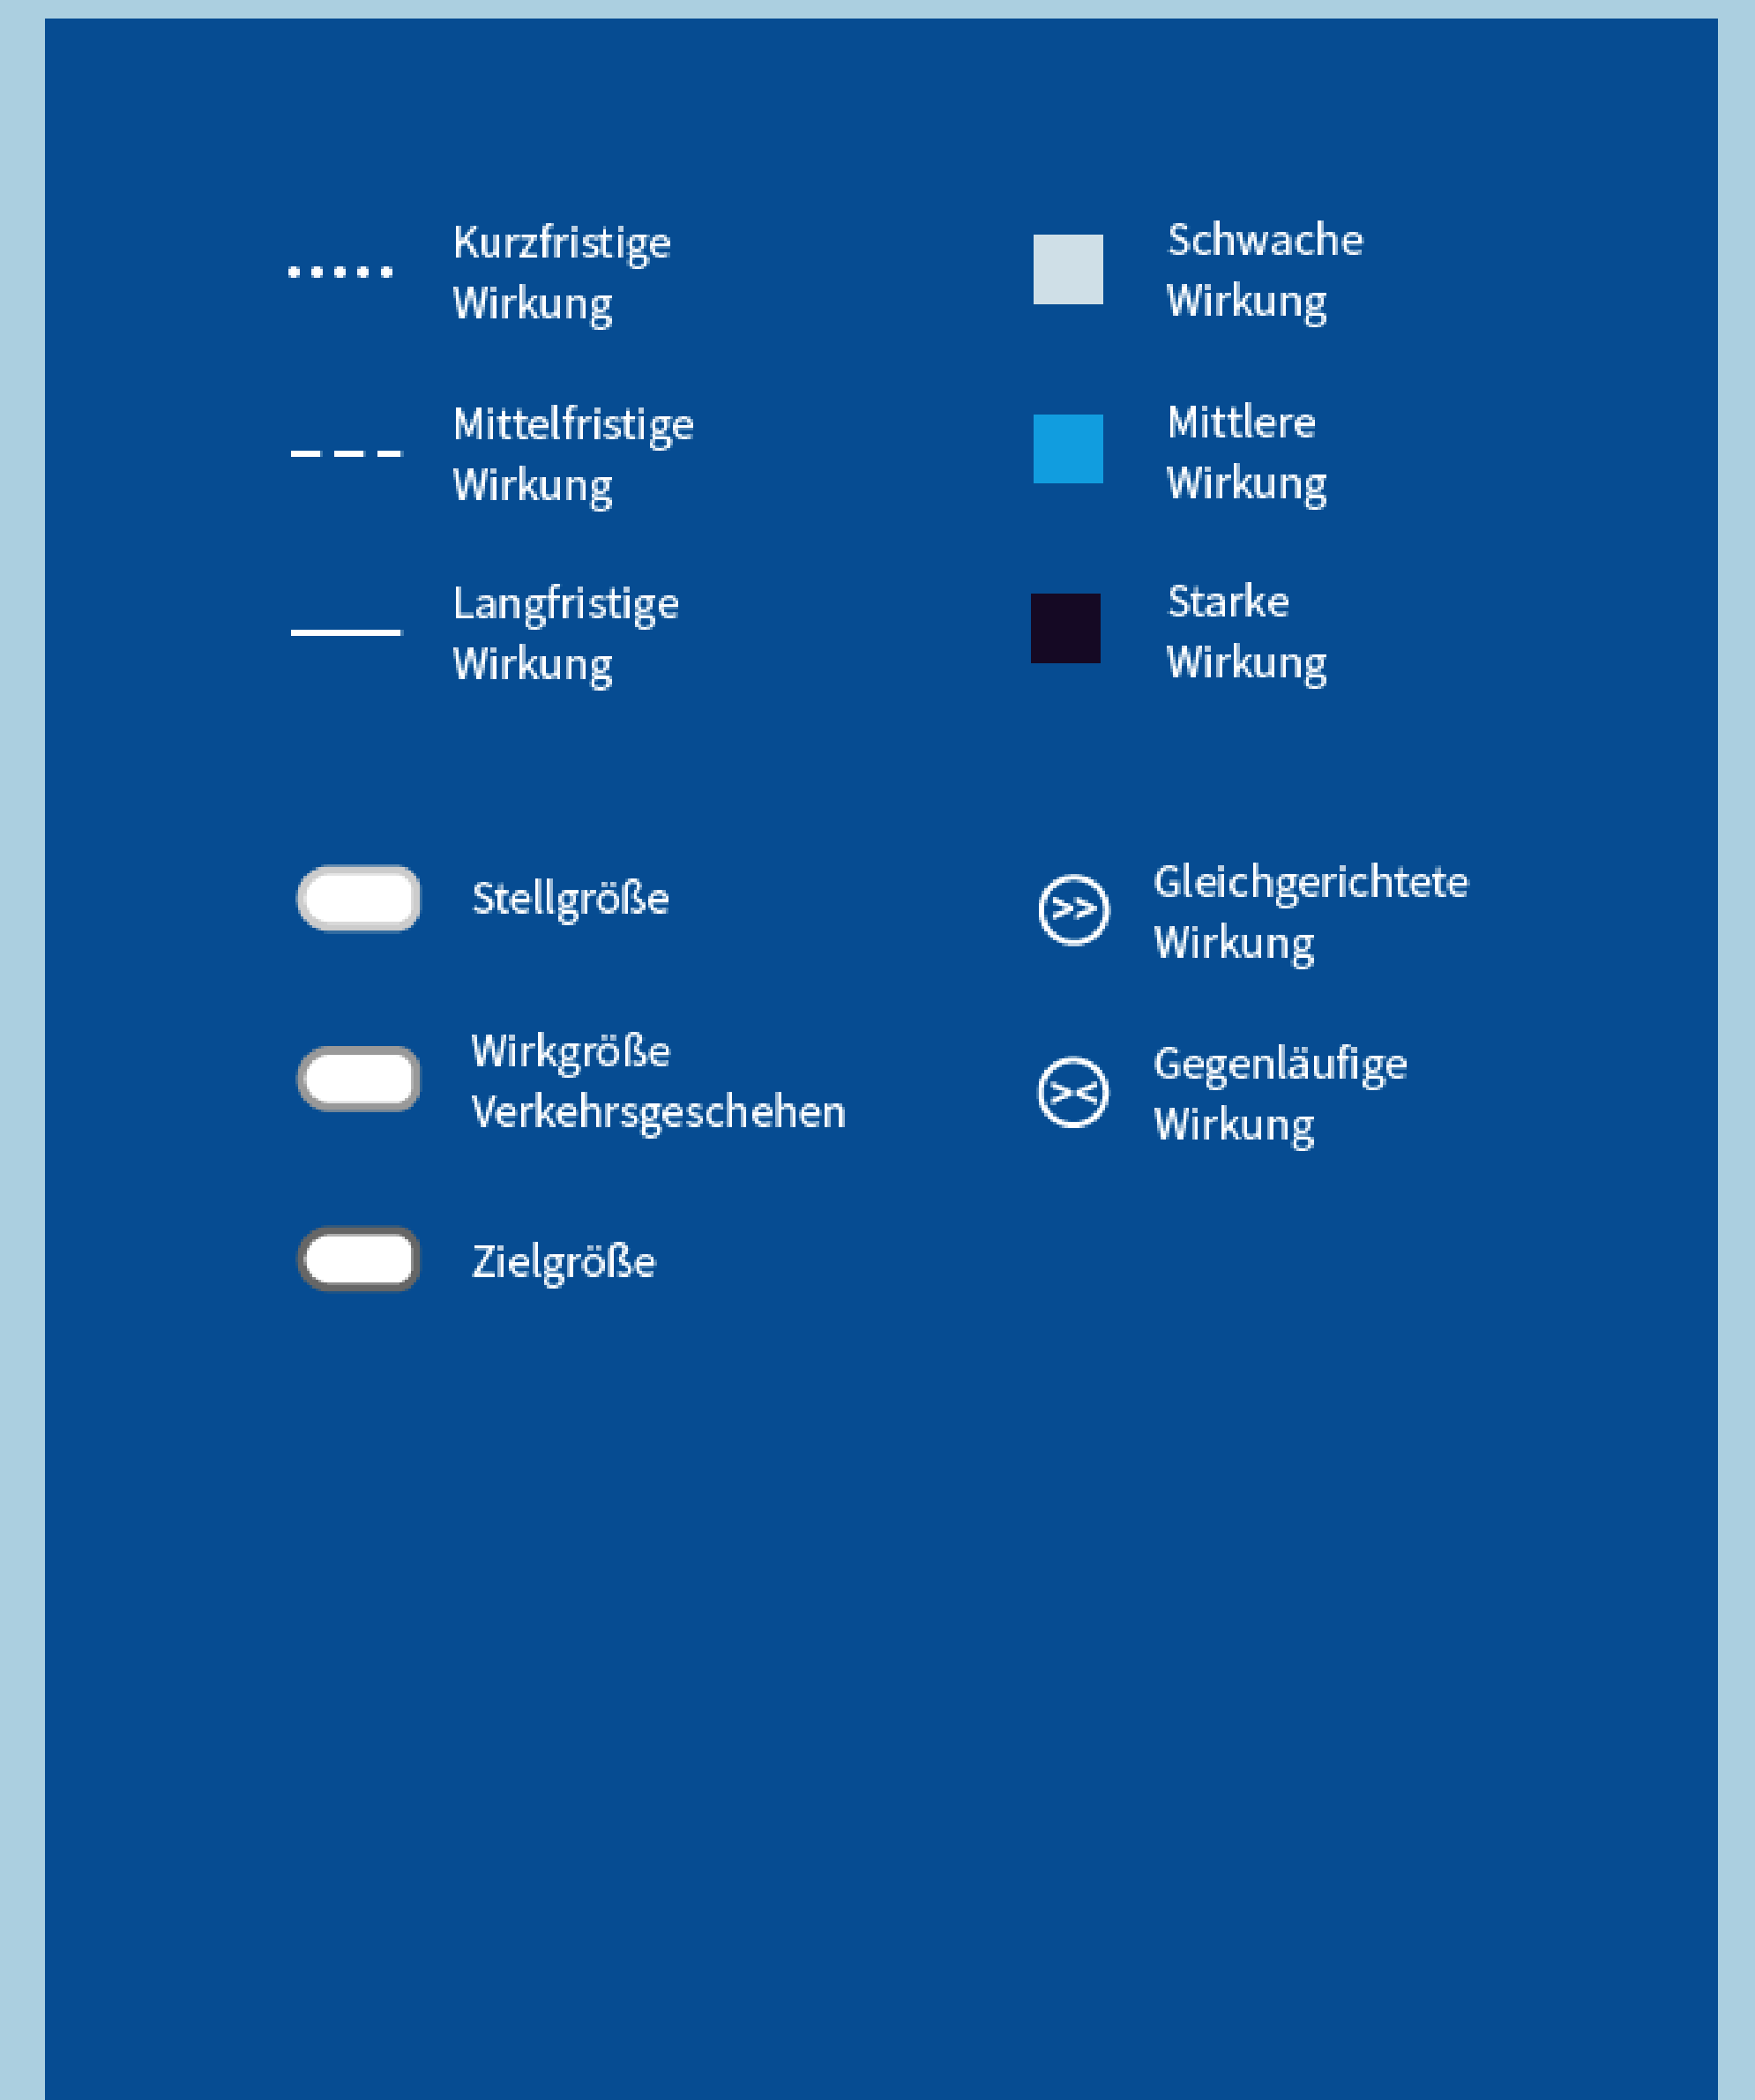 Kurzfristige
Wirkung
Schwache
Wirkung
Mittelfristige
Wirkung
Mittlere
Wirkung
Langfristige
Wirkung
Starke
Wirkung
Stellgröße
>> Gleichgerichtete
Wirkung
Wirkgröße
Verkehrsgeschehen
>< Gegenläufige
Wirkung
Zielgröße